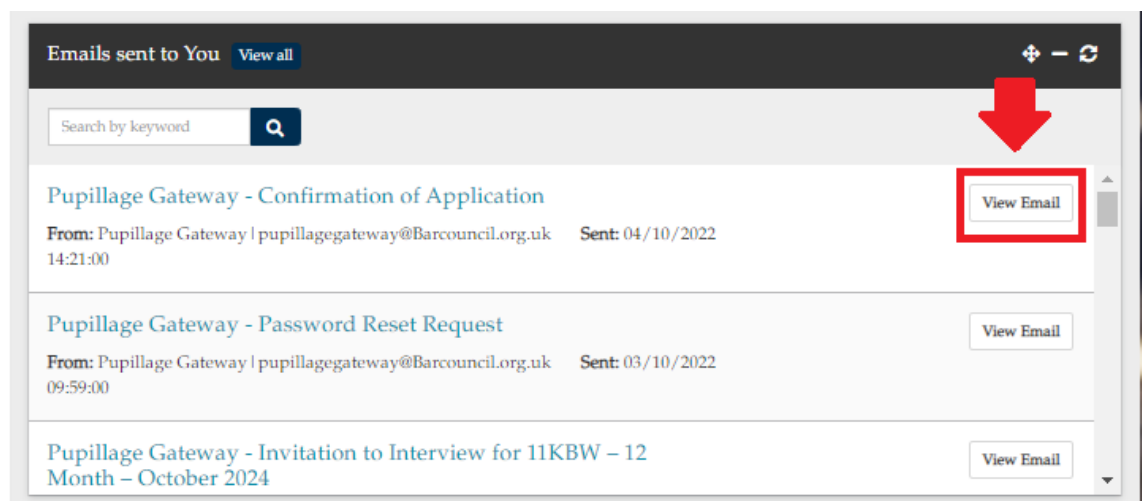 Emails sent to You View all
Search by keyword
Pupillage Gateway - Confirmation of Application
View Email
From: Pupillage Gateway | pupillagegateway@Barcouncil.org.uk Sent: 04/10/2022
14:21:00
Pupillage Gateway - Password Reset Request
View Email
From: Pupillage Gateway | pupillagegateway@Barcouncil.org.uk Sent: 03/10/2022
09:59:00
Pupillage Gateway - Invitation to Interview for 11KBW – 12
Month – October 2024
View Email